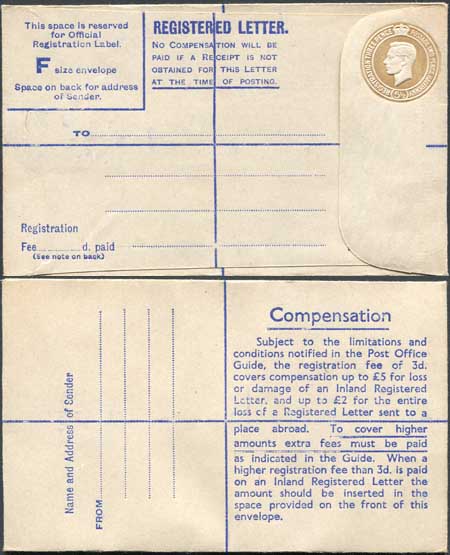 This space is reserved
for Official
Registration Label.
F size envelope
Space on back for address
of Sender.
REGISTERED LETTER.
NO COMPENSATION WILL BE
PAID IF A RECEIPT IS NOT
OBTAINED FOR THIS LETTER
AT THE TIME OF POSTING.
REGISTRATION THREE PENCE
TO
Registration
Fee d. paid
(See note on back)
Name and Address of Sender
FROM
Compensation
Subject to the limitations and
conditions notified in the Post Office
Guide, the registration fee of 3d.
covers compensation up to £5 for loss
or damage of an Inland Registered
Letter, and up to £2 for the entire
loss of a Registered Letter sent to a
place abroad. To cover higher
amounts extra fees must be paid
as indicated in the Guide. When a
higher registration fee than 3d. is paid
on an Inland Registered Letter the
amount should be inserted in the
space provided on the front of this
envelope.